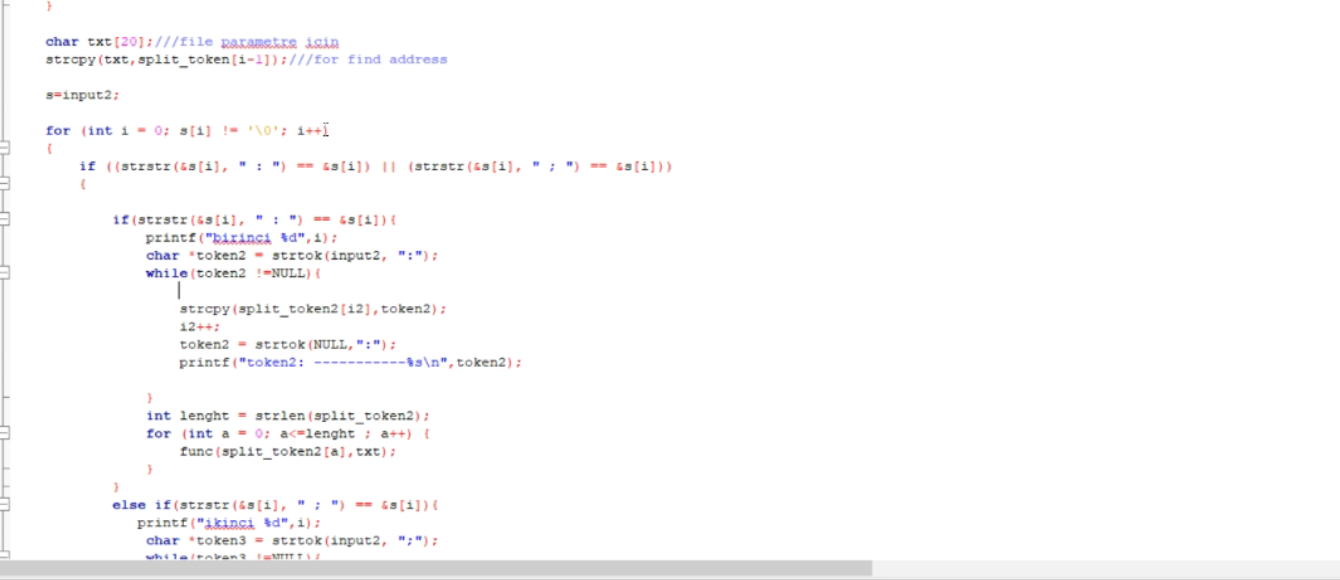 }
char txt[20];///file parametre icin
strcpy(txt,split_token[i-1]);///for find address
s=input2;
for (int i = 0; s[i] != '\0'; i++)
{
if ((strstr(&s[i], " : ") == &s[i]) || (strstr(&s[i], " ; ") == &s[i]))
{
if(strstr(&s[i], " : ") == &s[i]){
printf("birinci %d",i);
char *token2 = strtok(input2, ":");
while(token2 !=NULL){
strcpy(split_token2[i2],token2);
i2++;
token2 = strtok(NULL,":");
printf("token2: -----------%s\n",token2);
}
int lenght = strlen(split_token2);
for (int a = 0; a<=lenght ; a++) {
func(split_token2[a],txt);
}
}
else if(strstr(&s[i], " ; ") == &s[i]){
printf("ikinci %d",i);
char *token3 = strtok(input2, ";");
while(token3 !=NULL){